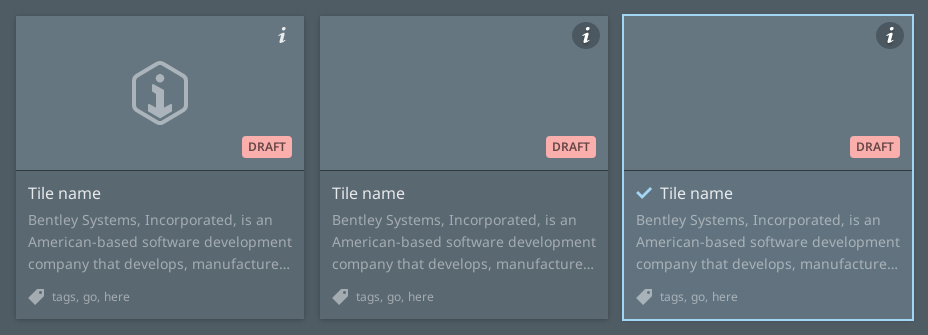 DRAFT
Tile name
Bentley Systems, Incorporated, is an
American-based software development
company that develops, manufacture...
tags, go, here
DRAFT
Tile name
Bentley Systems, Incorporated, is an
American-based software development
company that develops, manufacture...
tags, go, here
DRAFT
Tile name
Bentley Systems, Incorporated, is an
American-based software development
company that develops, manufacture...
tags, go, here